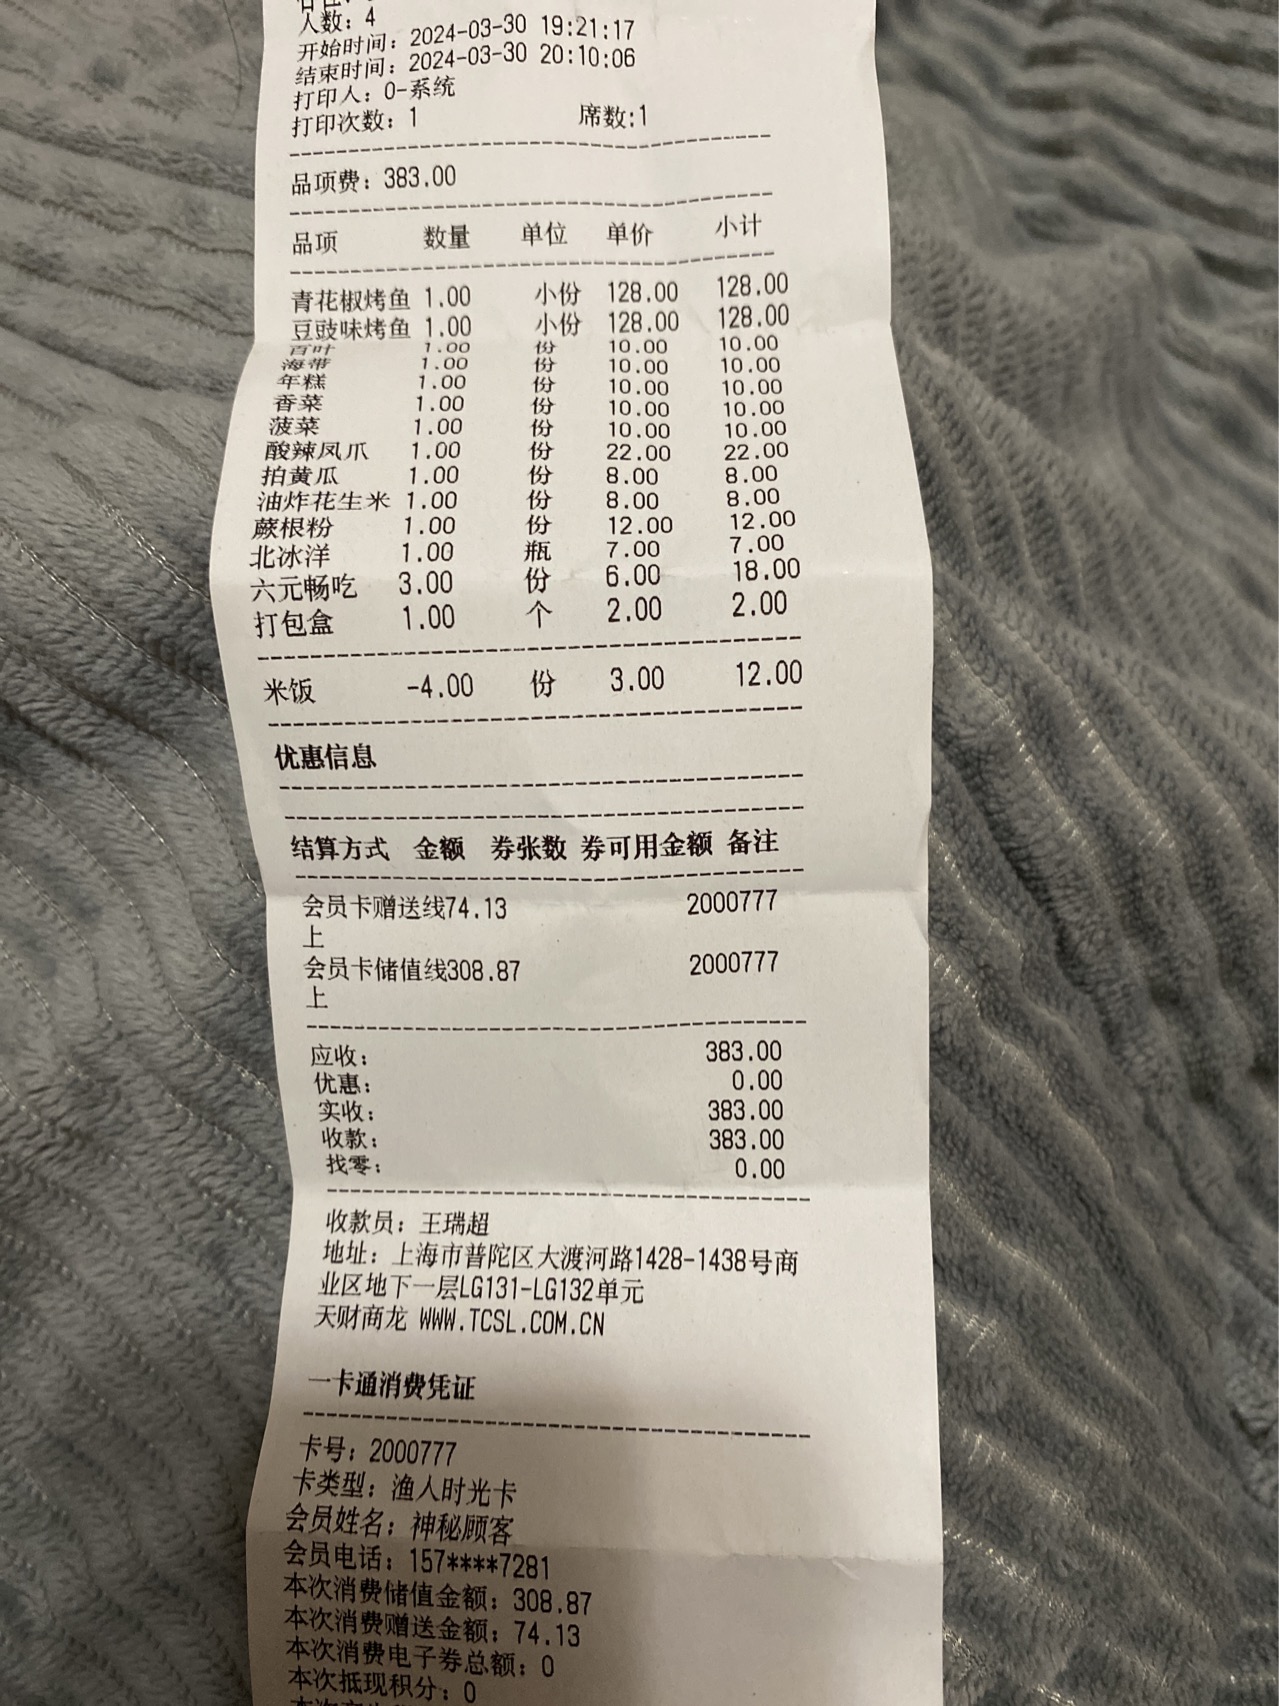 人数：4
开始时间：2024-03-30 19:21:17
结束时间：2024-03-30 20:10:06
打印人：0-系统
打印次数：1 席数:1
品项费：383.00
品项 数量 单位 单价 小计
青花椒烤鱼 1.00 小份 128.00 128.00
豆豉味烤鱼 1.00 小份 128.00 128.00
百叶 1.00 份 10.00 10.00
海带 1.00 份 10.00 10.00
年糕 1.00 份 10.00 10.00
香菜 1.00 份 10.00 10.00
菠菜 1.00 份 10.00 10.00
酸辣凤爪 1.00 份 22.00 22.00
拍黄瓜 1.00 份 8.00 8.00
油炸花生米 1.00 份 8.00 8.00
蕨根粉 1.00 份 12.00 12.00
北冰洋 1.00 瓶 7.00 7.00
六元畅吃 3.00 份 6.00 18.00
打包盒 1.00 个 2.00 2.00
米饭 -4.00 份 3.00 12.00
优惠信息
结算方式 金额 券张数 券可用金额 备注
会员卡赠送线74.13 2000777
上
会员卡储值线308.87 2000777
上
应收： 383.00
优惠： 0.00
实收： 383.00
收款： 383.00
找零： 0.00
收款员：王瑞超
地址：上海市普陀区大渡河路1428-1438号商
业区地下一层LG131-LG132单元
天财商龙 WWW.TCSL.COM.CN
一卡通消费凭证
卡号：2000777
卡类型：渔人时光卡
会员姓名：神秘顾客
会员电话：157****7281
本次消费储值金额：308.87
本次消费赠送金额：74.13
本次消费电子券总额：0
本次抵现积分：0